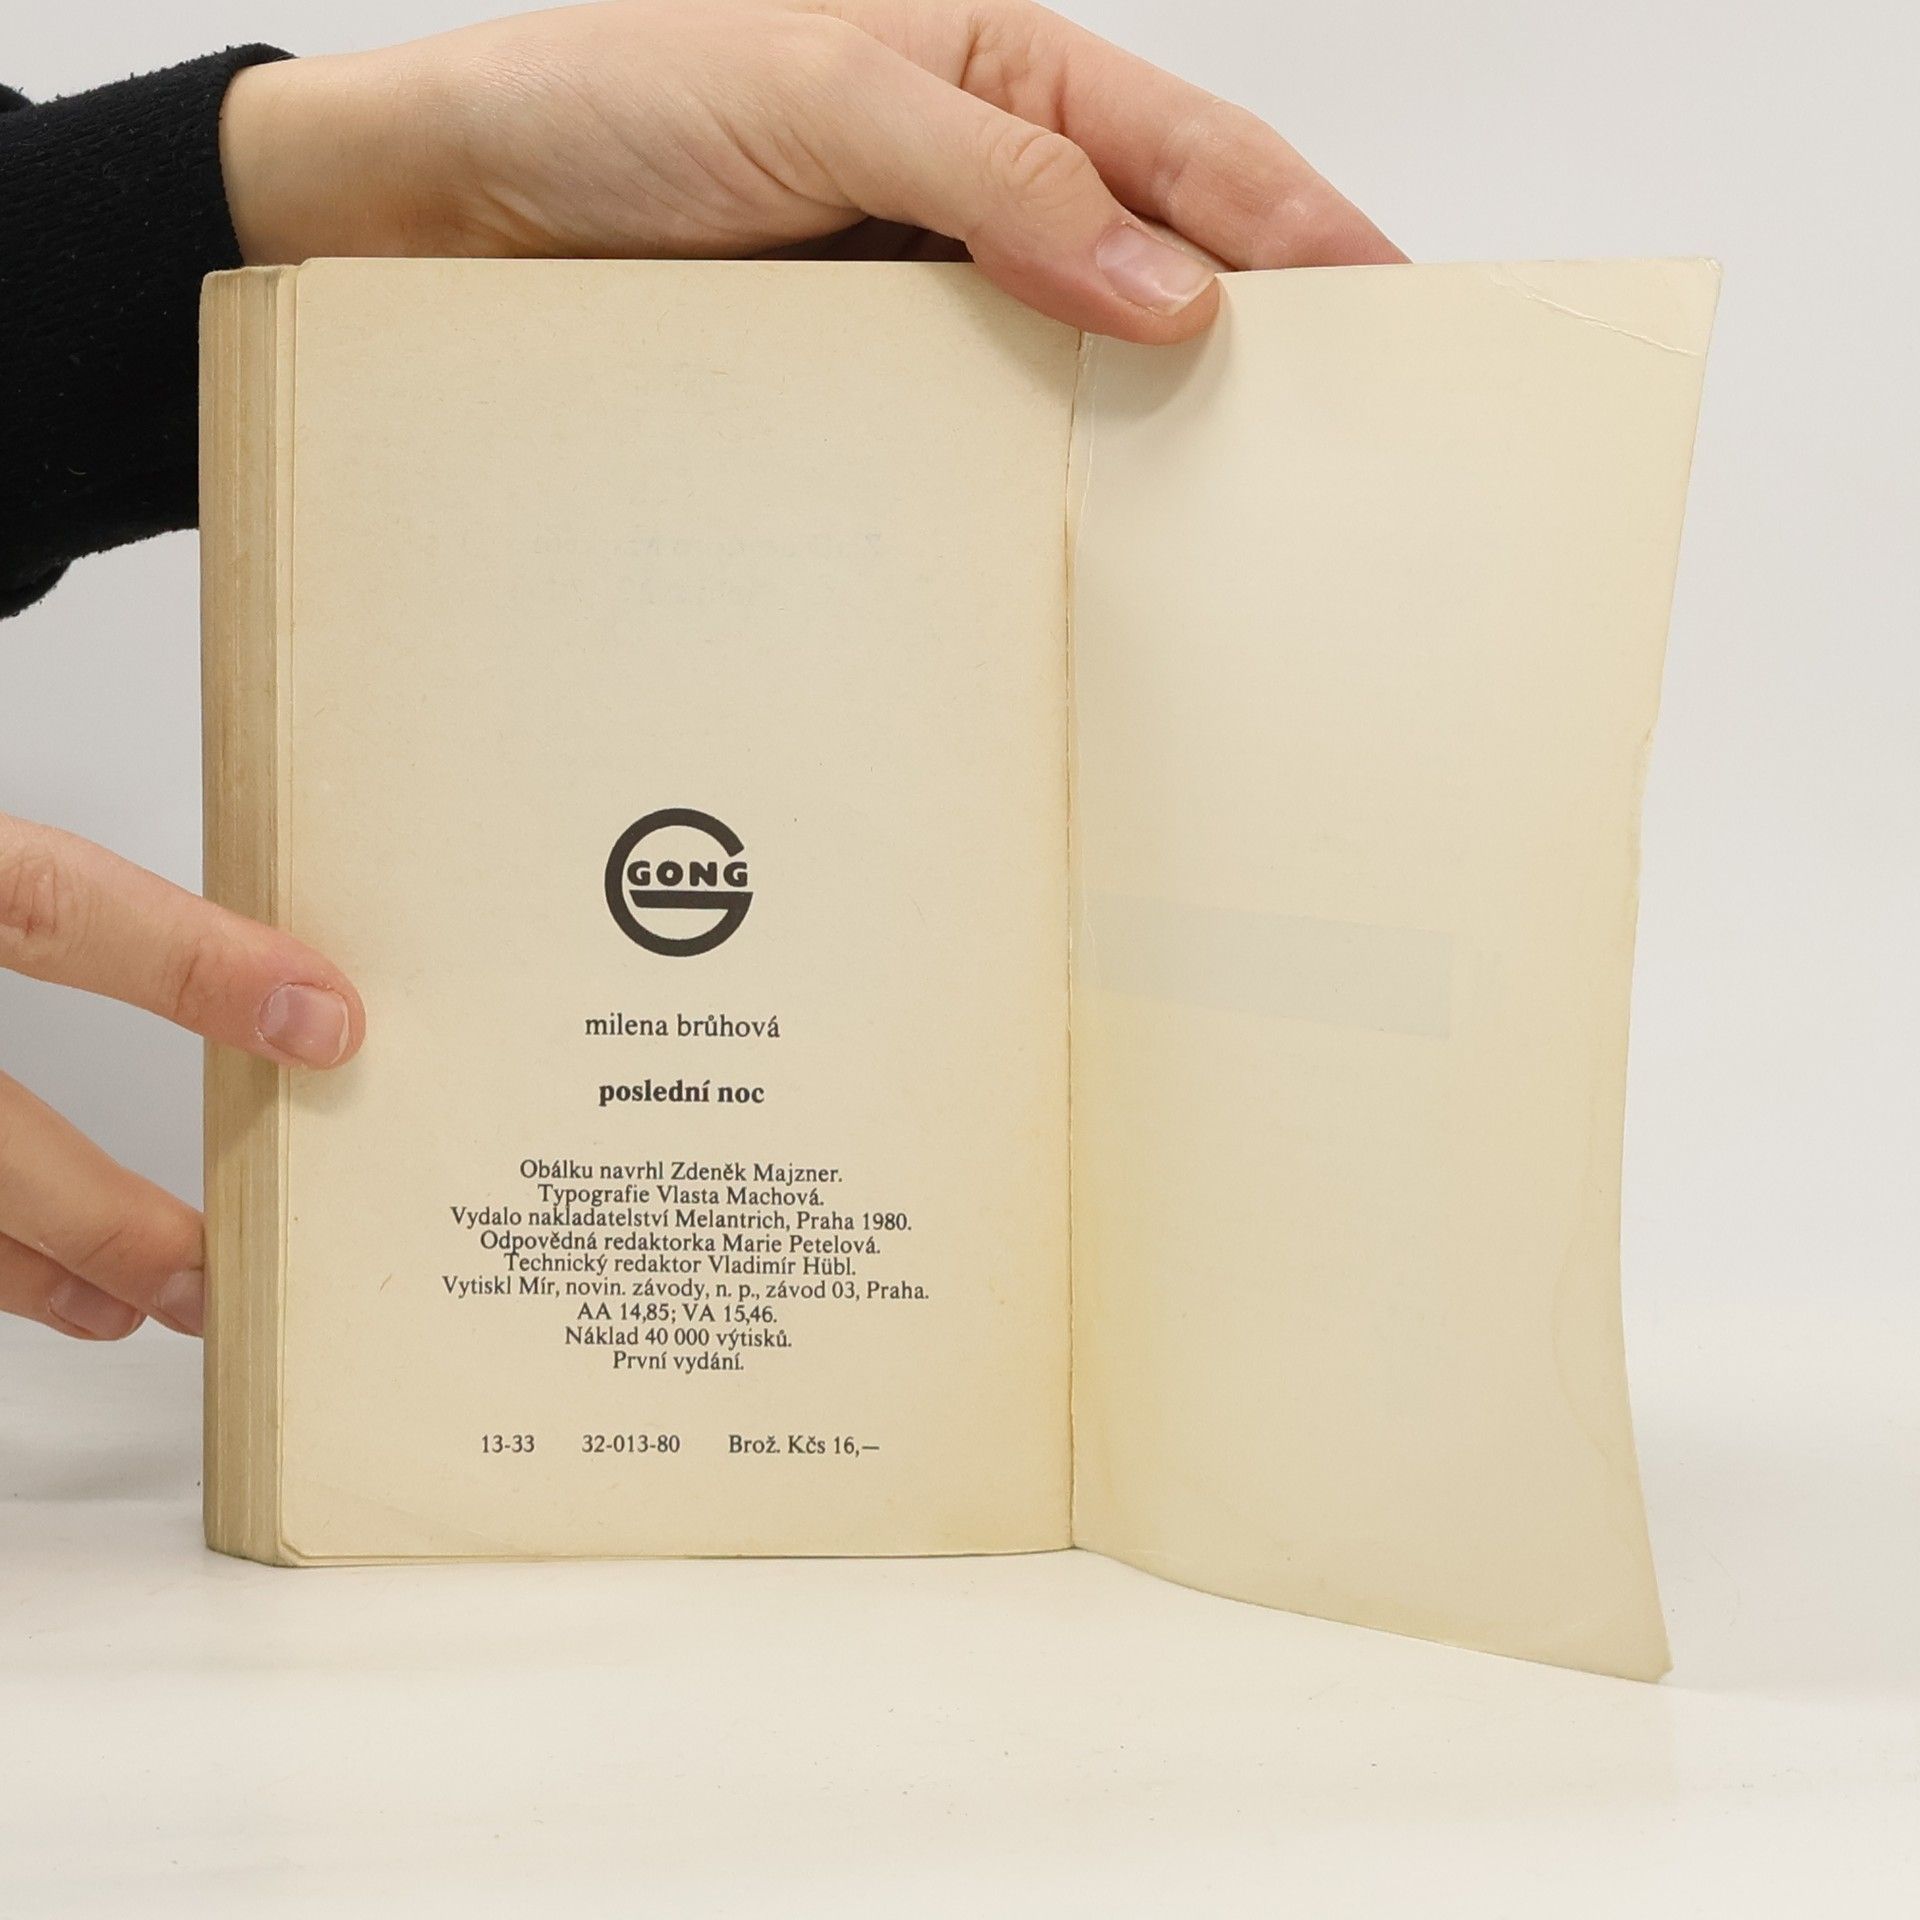 GONG
milena brůhová
poslední noc
Obálku navrhl Zdeněk Majzner.
Typografie Vlasta Machová.
Vydalo nakladatelství Melantrich, Praha 1980.
Odpovědná redaktorka Marie Petelová.
Technický redaktor Vladimír Hübl.
Vytiskl Mír, novin. závody, n. p., závod 03, Praha.
AA 14,85; VA 15,46.
Náklad 40 000 výtisků.
První vydání.
13-33 32-013-80 Brož. Kčs 16,—